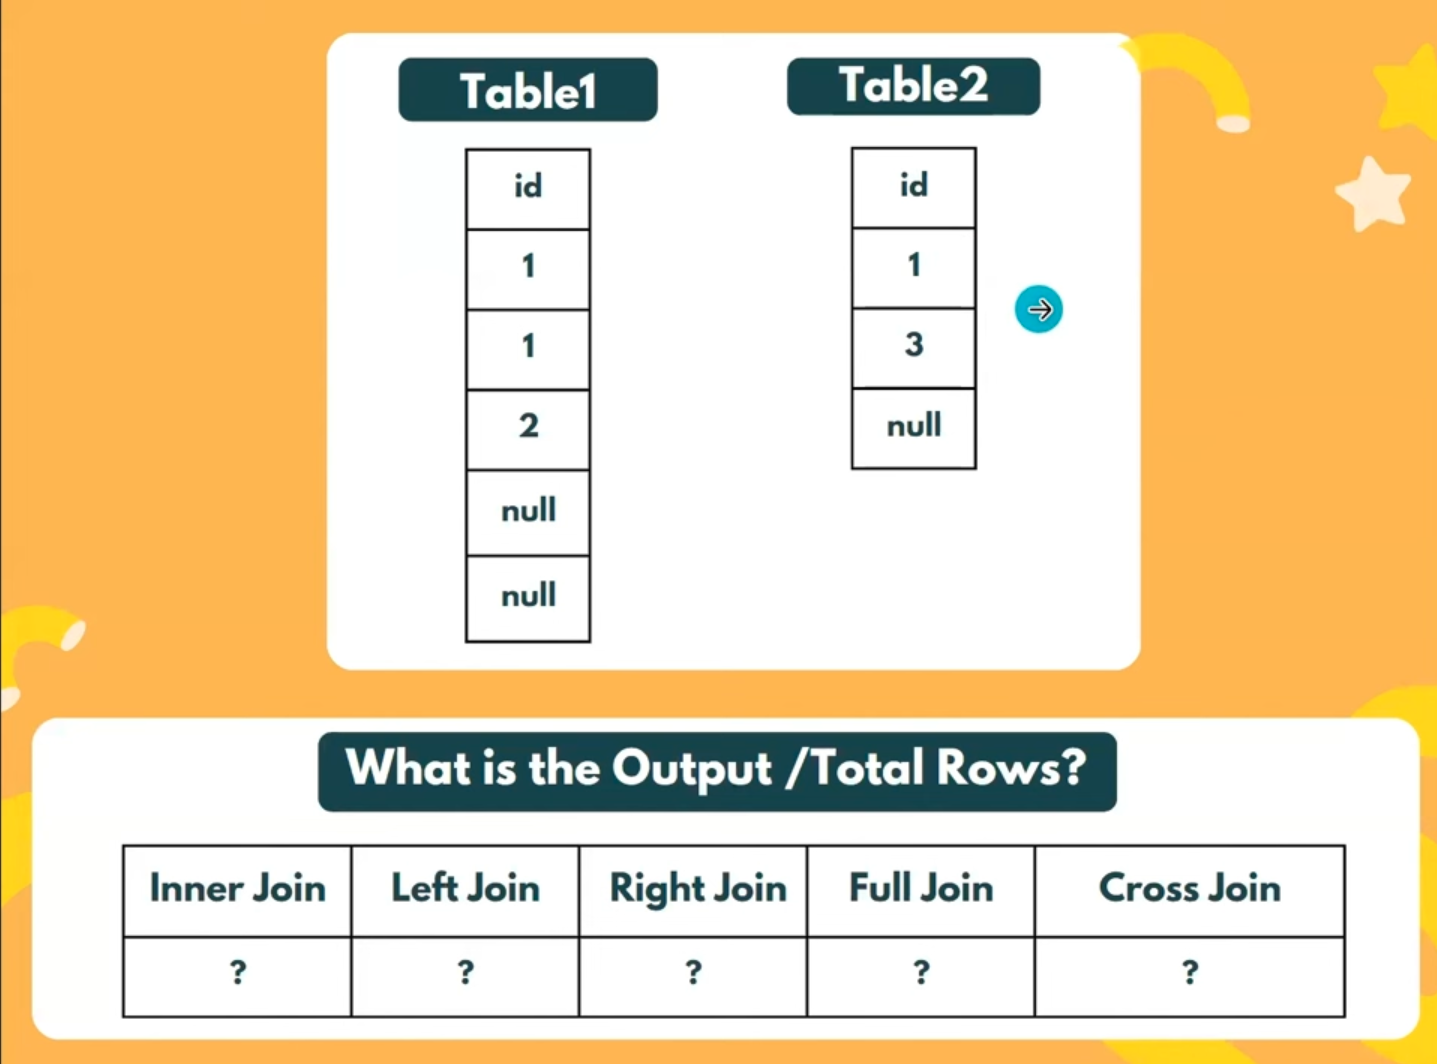 Table1
id
1
1
2
null
null
Table2
id
1
3
null
What is the Output /Total Rows?
Inner Join Left Join Right Join Full Join Cross Join
? ? ? ? ?